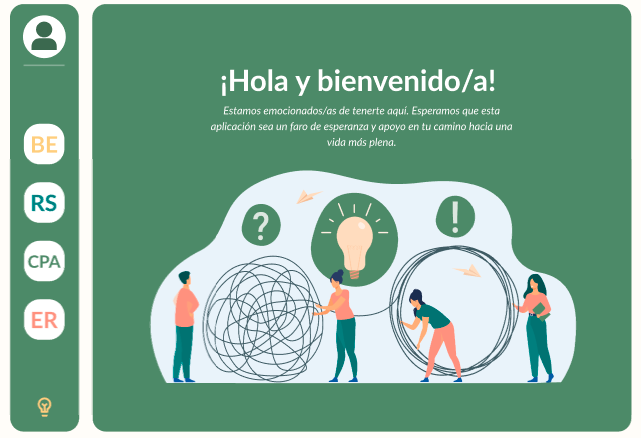 BE
RS
CPA
ER
¡Hola y bienvenido/a!
Estamos emocionados/as de tenerte aquí. Esperamos que esta
aplicación sea un faro de esperanza y apoyo en tu camino hacia una
vida más plena.
?
!